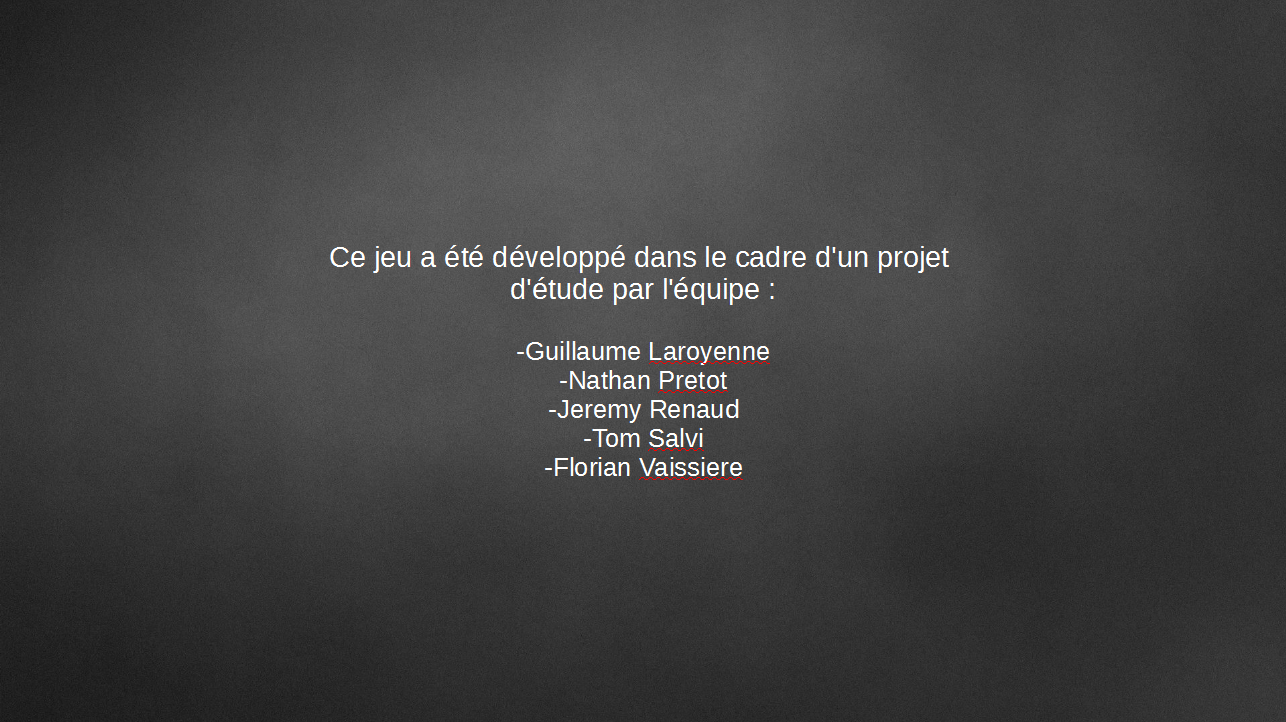 Ce jeu a été développé dans le cadre d'un projet
d'étude par l'équipe :
-Guillaume Laroyenne
-Nathan Pretot
-Jeremy Renaud
-Tom Salvi
-Florian Vaissiere